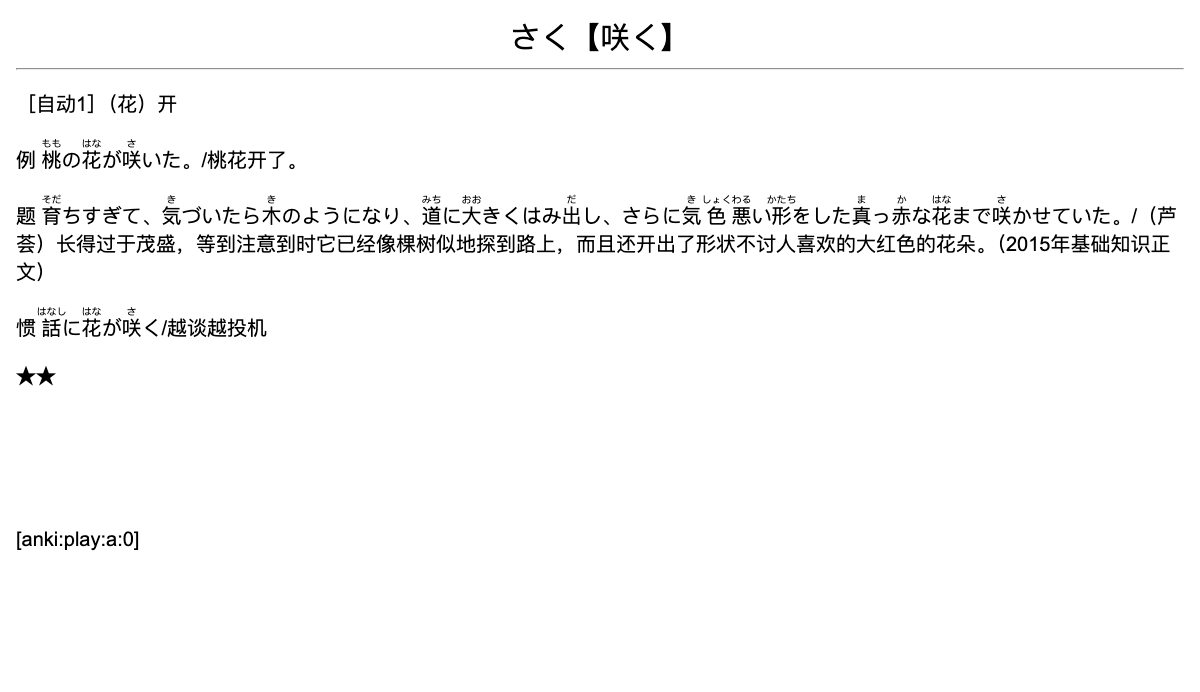 さく【咲く】
［自动1］（花）开
もも はな さ
例 桃の花が咲いた。/桃花开了。
そだ き き みち おお だ き しょくわる かたち ま か はな さ
题 育ちすぎて、気づいたら木のようになり、道に大きくはみ出し、さらに気色悪い形をした真っ赤な花まで咲かせていた。/（芦
荟）长得过于茂盛，等到注意到时它已经像棵树似地探到路上，而且还开出了形状不讨人喜欢的大红色的花朵。（2015年基础知识正
文）
はなし はな さ
惯 話に花が咲く/越谈越投机
★★
[anki:play:a:0]